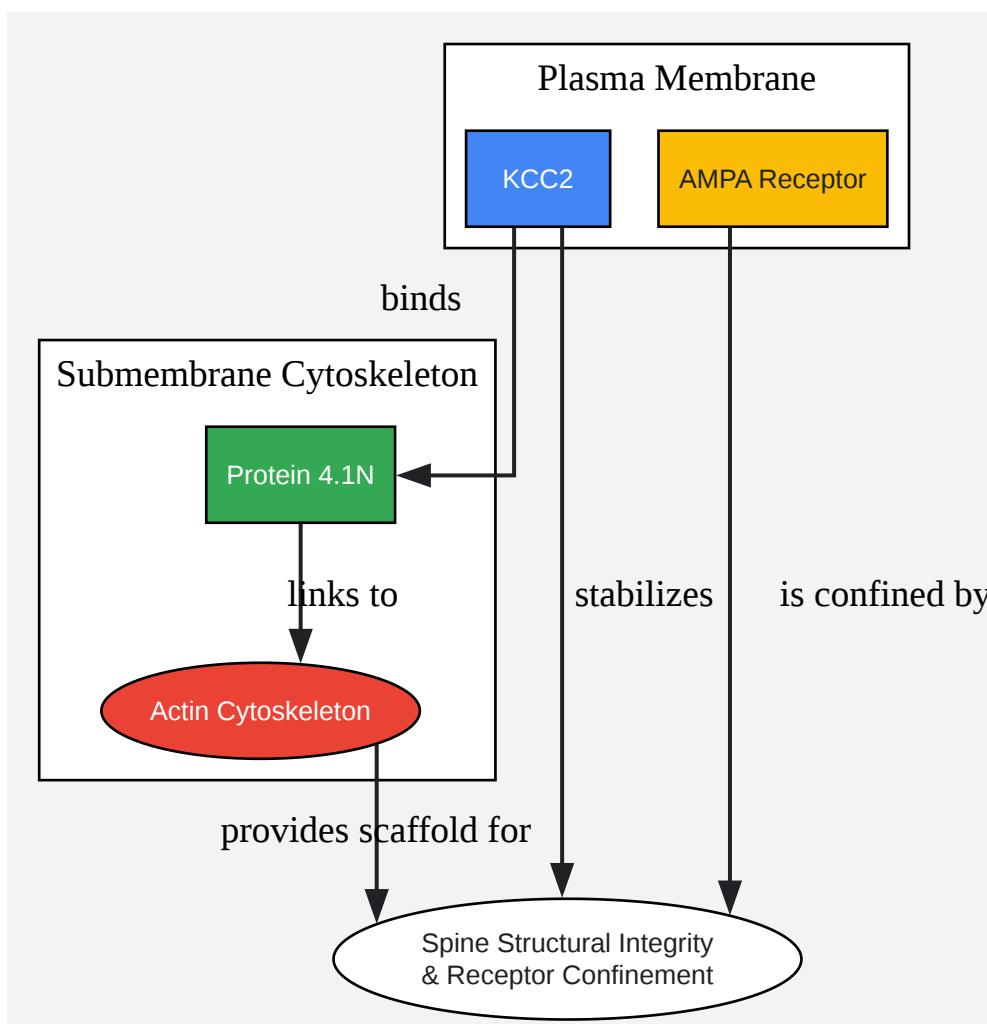 Plasma Membrane
KCC2
AMPA Receptor
binds
Submembrane Cytoskeleton
Protein 4.1N
links to
stabilizes
is confined by
Actin Cytoskeleton
provides scaffold for
Spine Structural Integrity
& Receptor Confinement